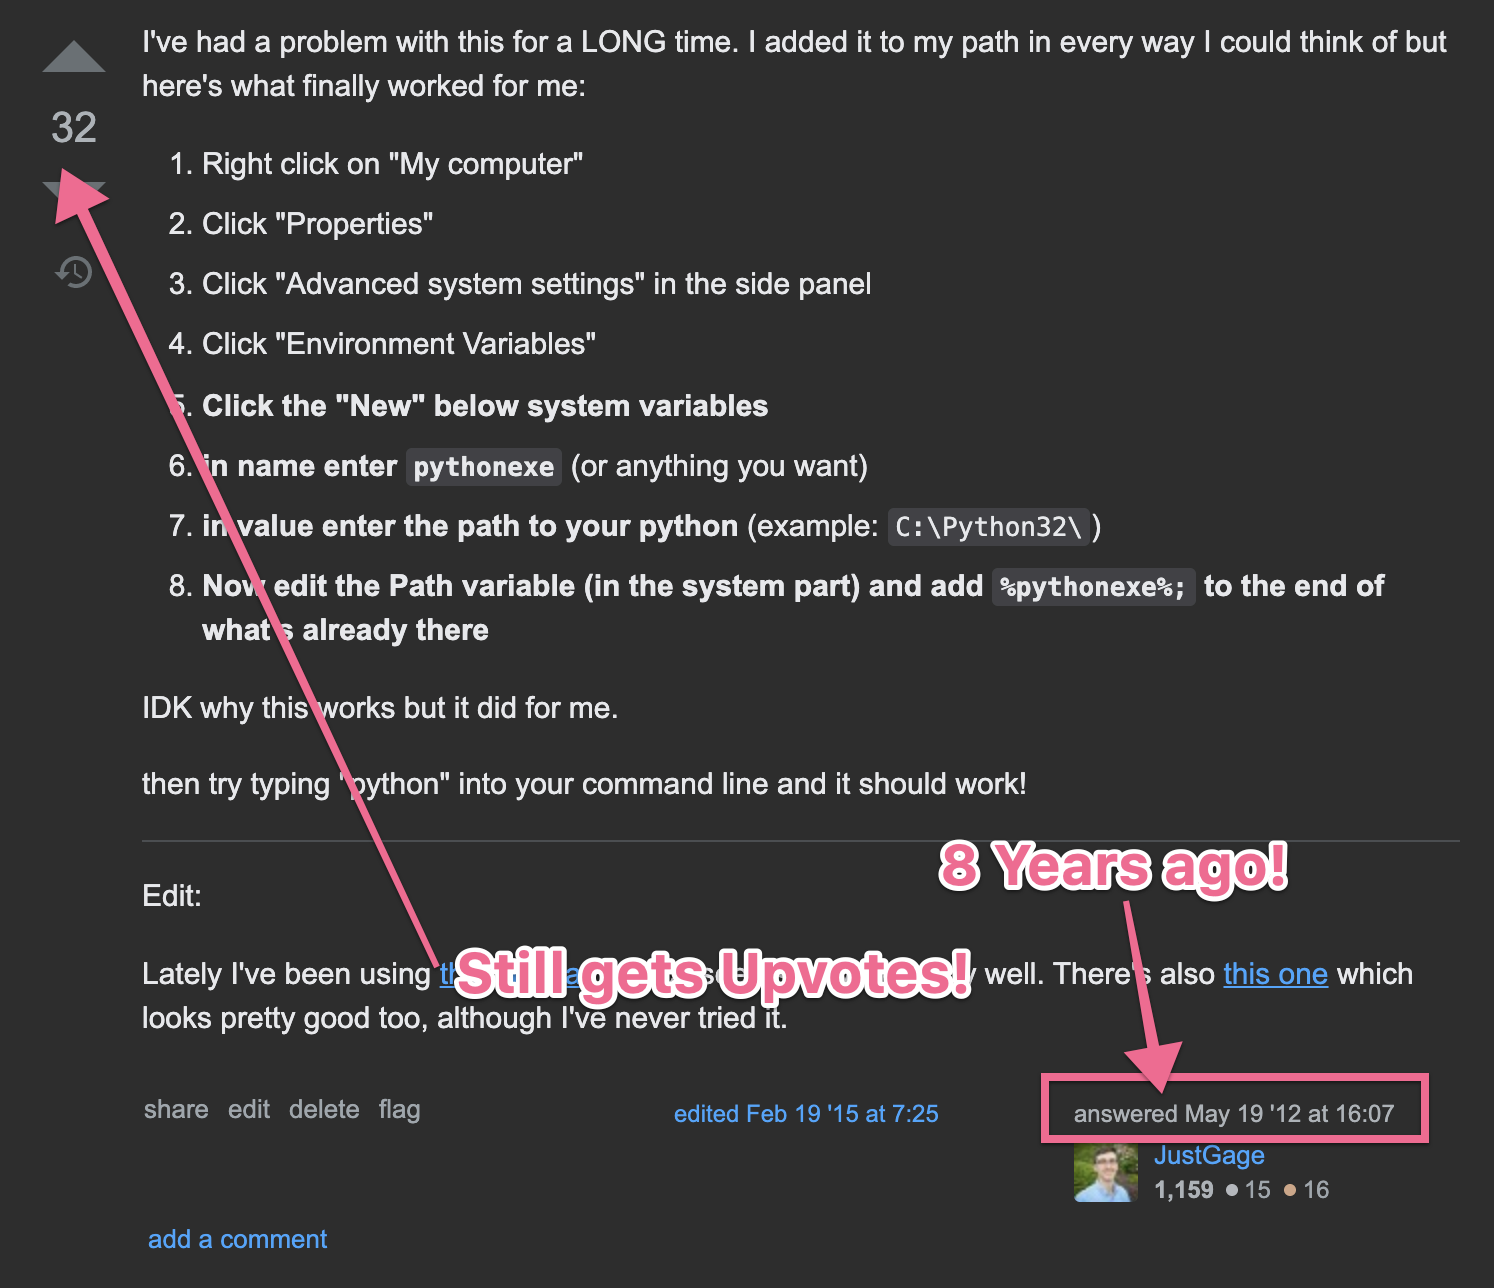 I've had a problem with this for a LONG time. I added it to my path in every way I could think of but
here's what finally worked for me:
32
1. Right click on "My computer"
2. Click "Properties"
3. Click "Advanced system settings" in the side panel
4. Click "Environment Variables"
5. Click the "New" below system variables
6. in name enter pythonexe (or anything you want)
7. in value enter the path to your python (example: C:\Python32\)
8. Now edit the Path variable (in the system part) and add %pythonexe%; to the end of
what's already there
IDK why this works but it did for me.
then try typing "python" into your command line and it should work!
8 Years ago!
Edit:
Still gets Upvotes!
Lately I've been using well. There's also this one which
looks pretty good too, although I've never tried it.
share edit delete flag
edited Feb 19 '15 at 7:25
answered May 19 '12 at 16:07
JustGage
1,159 15 16
add a comment